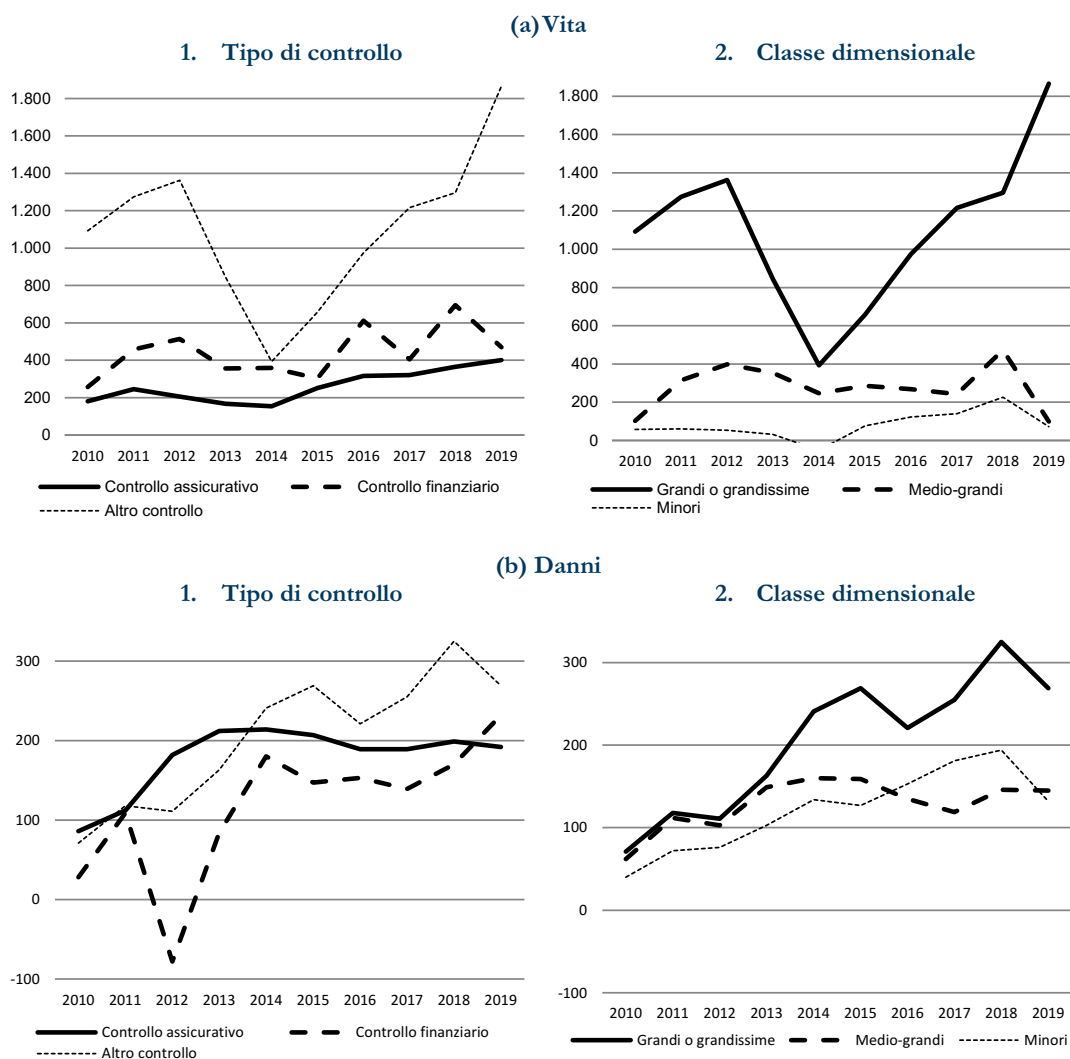 (a) Vita
1. Tipo di controllo
1.800
1.600
1.400
1.200
1.000
800
600
400
200
0
2010 2011 2012 2013 2014 2015 2016 2017 2018 2019
Controllo assicurativo Controllo finanziario
Altro controllo
2. Classe dimensionale
1.800
1.600
1.400
1.200
1.000
800
600
400
200
0
2010 2011 2012 2013 2014 2015 2016 2017 2018 2019
Grandi o grandissime Medio-grandi
Minori
(b) Danni
1. Tipo di controllo
300
200
100
0
-100
2010 2011 2012 2013 2014 2015 2016 2017 2018 2019
Controllo assicurativo Controllo finanziario
Altro controllo
2. Classe dimensionale
300
200
100
0
-100
2010 2011 2012 2013 2014 2015 2016 2017 2018 2019
Grandi o grandissime Medio-grandi Minori